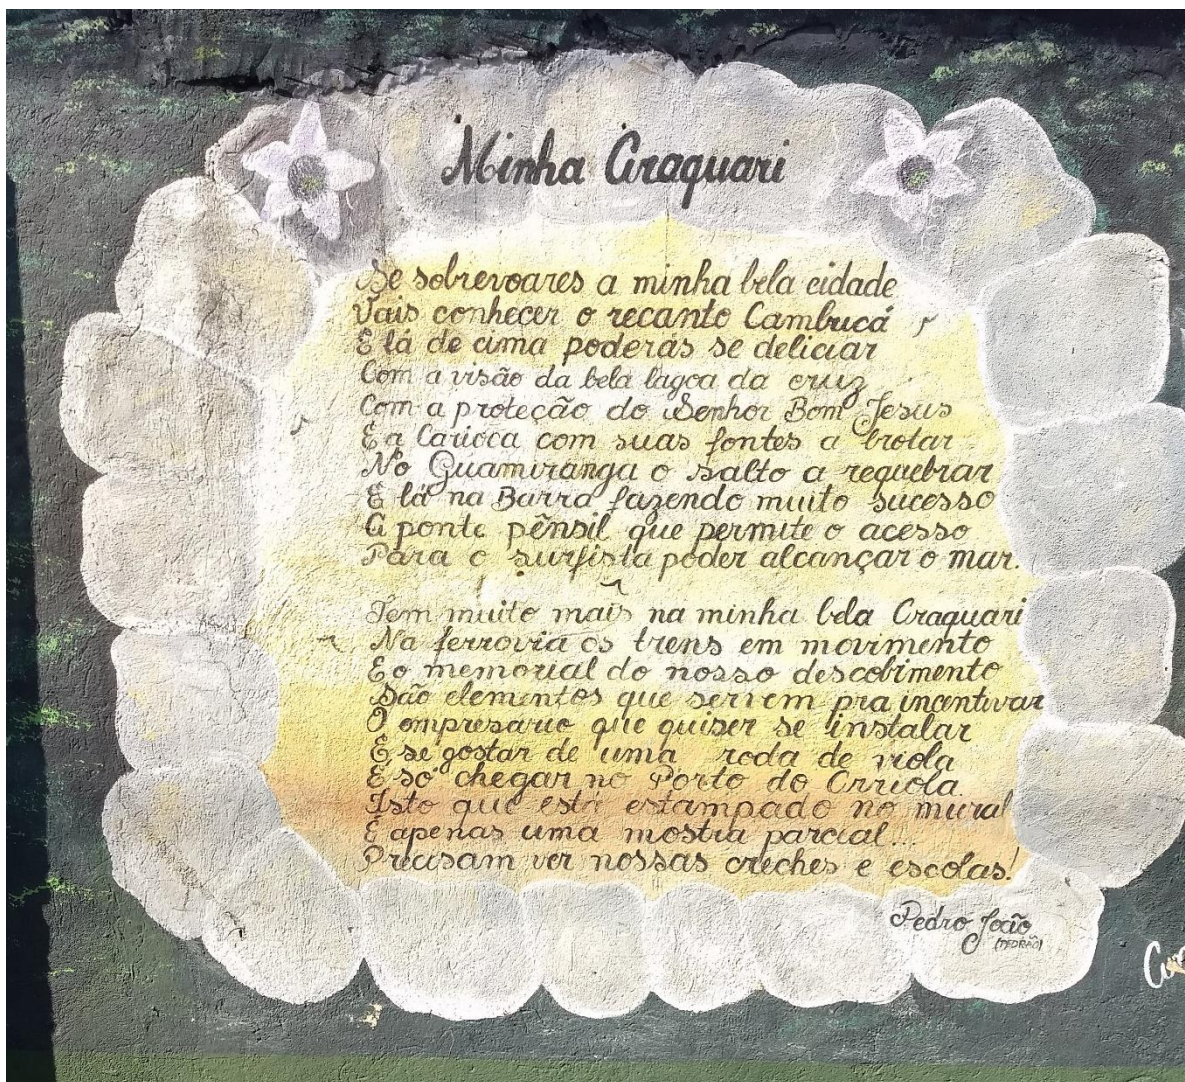 Minha Araquari
Se sobrevoares a minha bela cidade
Vais conhecer o recanto Cambucá
E lá de cima poderás se deliciar
Com a visão da bela lagoa da cruz
Com a proteção do Senhor Bom Jesus
E a Carioca com suas fontes a brotar
No Guamiranga o salto a requebrar
E lá na Barra fazendo muito sucesso
A ponte pênsil que permite o acesso
Para o surfista poder alcançar o mar.
Tem muito mais na minha bela Araquari
Na ferrovia os trens em movimento
E o memorial do nosso descobimento
São elementos que servem pra incentivar
O empresario que quiser se instalar
E se gostar de uma roda de viola
É só chegar no Porto do Orriola
Isto que está estampado no mural
É apenas uma mostra parcial...
Precisam ver nossas creches e escolas!
Pedro João
(PEDRÃO)